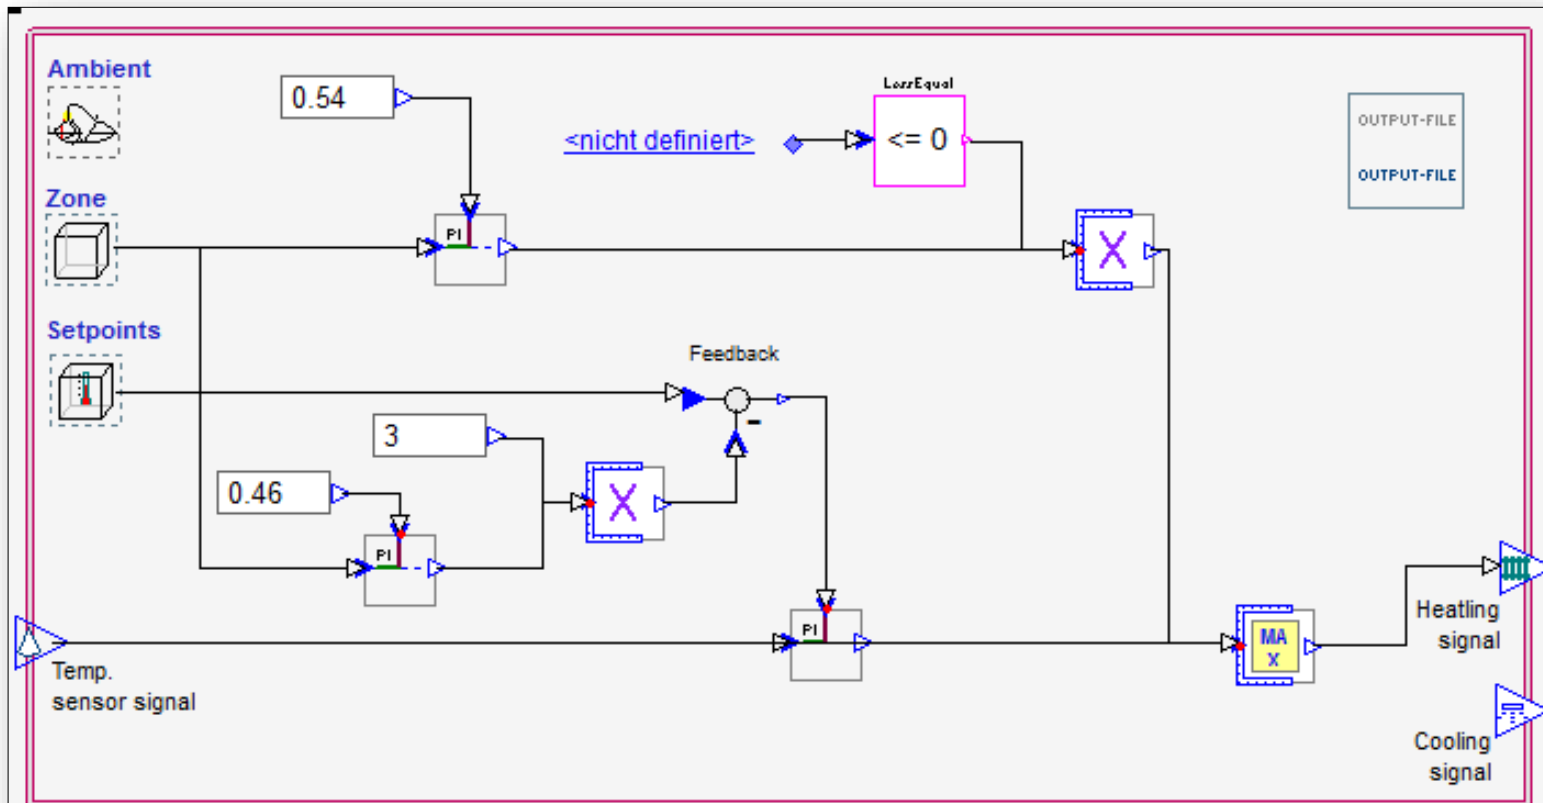 Ambient
0.54
LessEqual
<nicht definiert>
<= 0
OUTPUT-FILE
OUTPUT-FILE
Zone
PI
X
Setpoints
Feedback
-
3
0.46
X
PI
PI
Temp.
sensor signal
MA
X
Heatling
signal
Cooling
signal